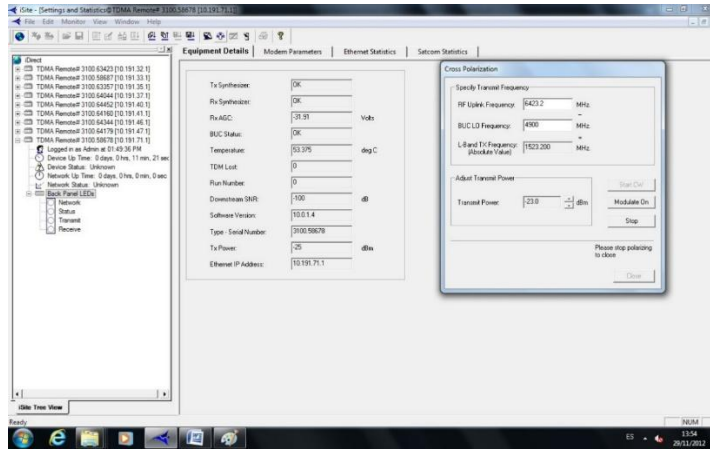 iSite - [Settings and Statistics@TDMA Remote# 3100.58678 [10.191.71.1]]
File Edit Monitor View Window Help
iDirect
TDMA Remote# 3100.63423 [10.191.32.1]
TDMA Remote# 3100.58687 [10.191.33.1]
TDMA Remote# 3100.63357 [10.191.35.1]
TDMA Remote# 3100.64044 [10.191.37.1]
TDMA Remote# 3100.64452 [10.191.40.1]
TDMA Remote# 3100.64160 [10.191.41.1]
TDMA Remote# 3100.64344 [10.191.46.1]
TDMA Remote# 3100.64179 [10.191.47.1]
TDMA Remote# 3100.58678 [10.191.71.1]
Logged in as Admin at 01:49:36 PM
Device Up Time: 0 days, 0 hrs, 11 min, 21 sec
Device Status: Unknown
Network Up Time: 0 days, 0 hrs, 0 min, 0 sec
Network Status: Unknown
Back Panel LEDs
Network
Status
Transmit
Receive
iSite Tree View
Equipment Details Modem Parameters Ethernet Statistics Satcom Statistics
Tx Synthesizer: OK
Rx Synthesizer: OK
Rx AGC: -31.91 Volts
BUC Status: OK
Temperature: 53.375 deg C
TDM Lost: 0
Run Number: 0
Downstream SNR: -100 dB
Software Version: 10.0.1.4
Type - Serial Number: 3100.58678
Tx Power: -25 dBm
Ethernet IP Address: 10.191.71.1
Cross Polarization
Specify Transmit Frequency
RF Uplink Frequency: 6423.2 MHz
-
BUC LO Frequency: 4900 MHz
=
L-Band TX Frequency: 1523.200 MHz
(Absolute Value)
Adjust Transmit Power
Transmit Power: -23.0 dBm
Start CW
Modulate On
Stop
Please stop polarizing
to close
Close
Ready
NUM
ES
13:54
29/11/2012